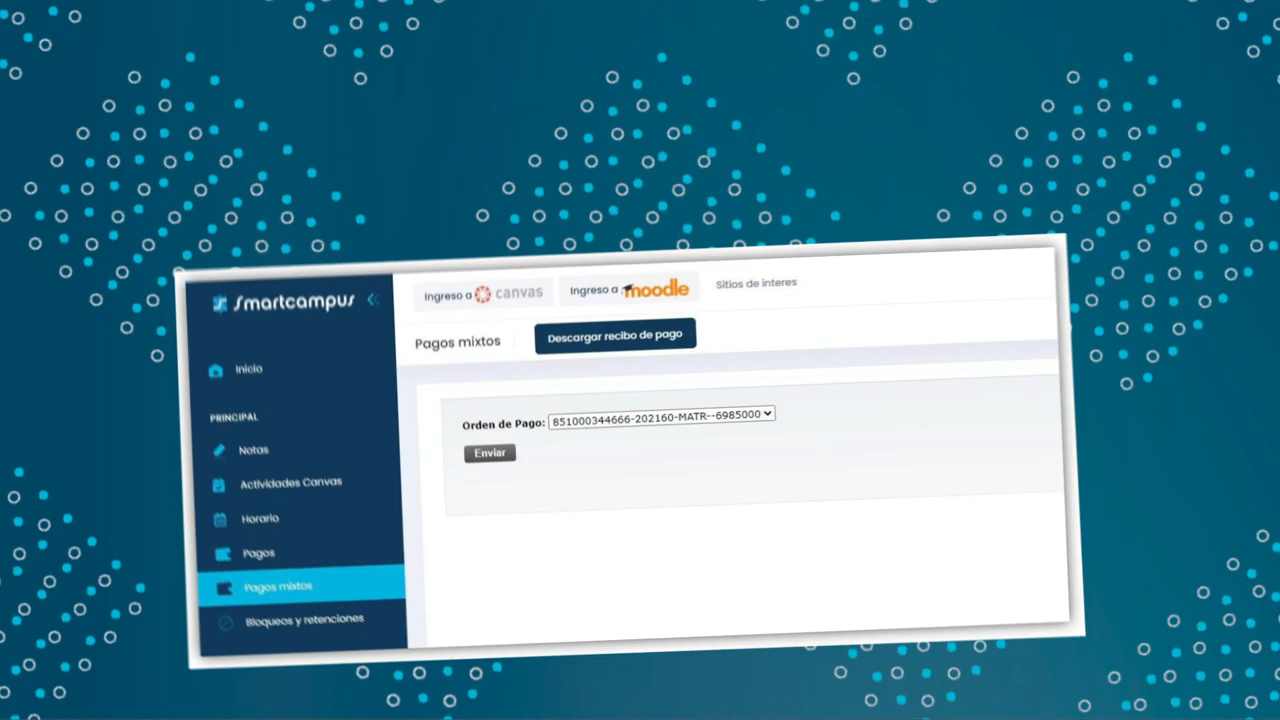 smartcampus
Ingreso a canvas
Ingreso a moodle
Sitios de interes
Pagos mixtos
Descargar recibo de pago
Inicio
PRINCIPAL
Notas
Actividades Canvas
Horario
Pagos
Pagos mixtos
Bloqueos y retenciones
Orden de Pago: 851000344666-202160-MATR--6985000
Enviar